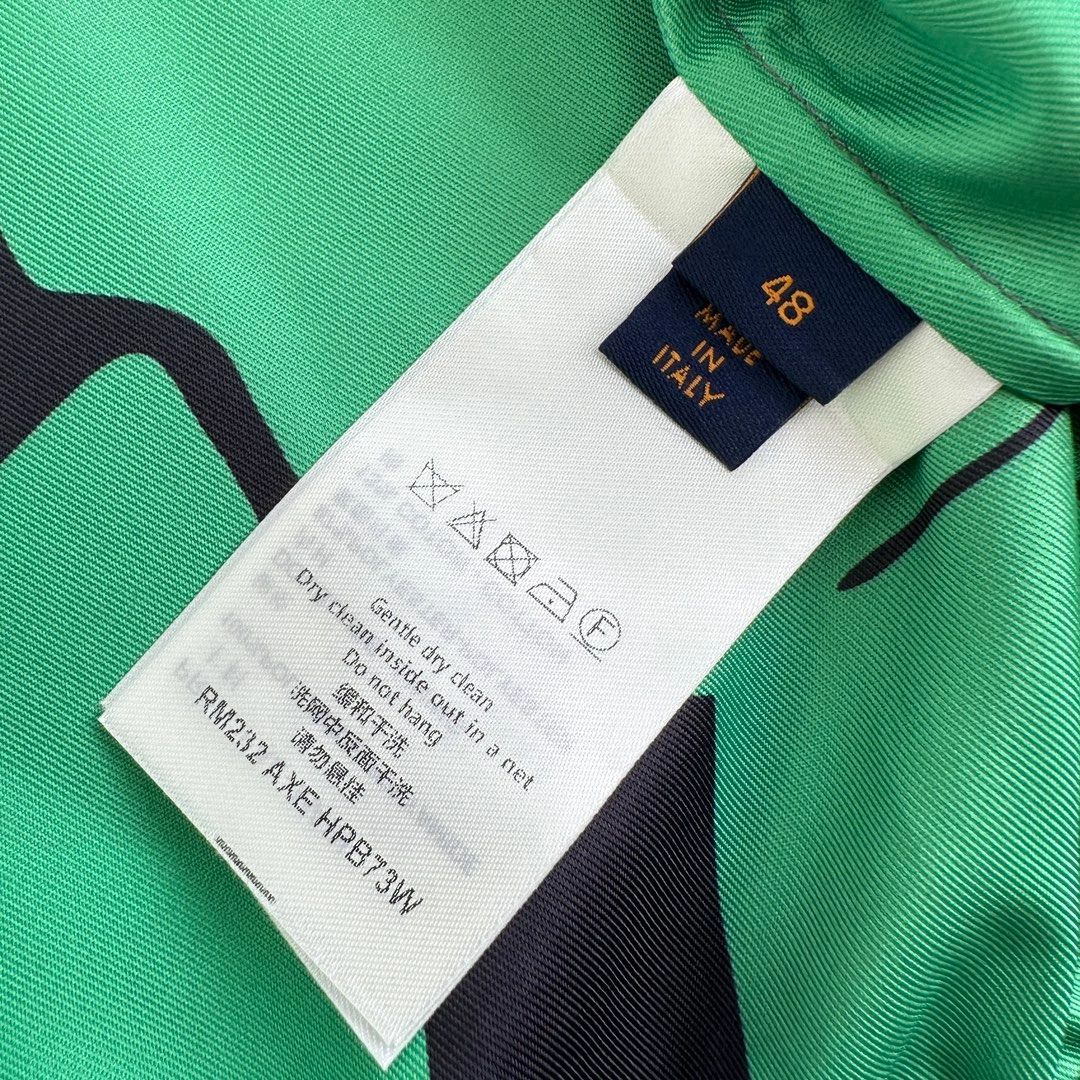 48
MADE
IN
ITALY
F
Gentle dry clean
Dry clean inside out in a net
Do not hang
缓和干洗
洗网中反面干洗
请勿悬挂
RM232 AXE HPB73W